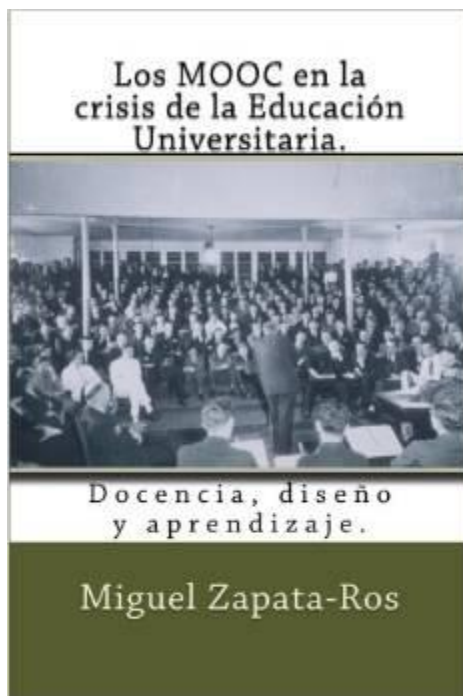 Los MOOC en la
crisis de la Educación
Universitaria.
Docencia, diseño
y aprendizaje.
Miguel Zapata-Ros